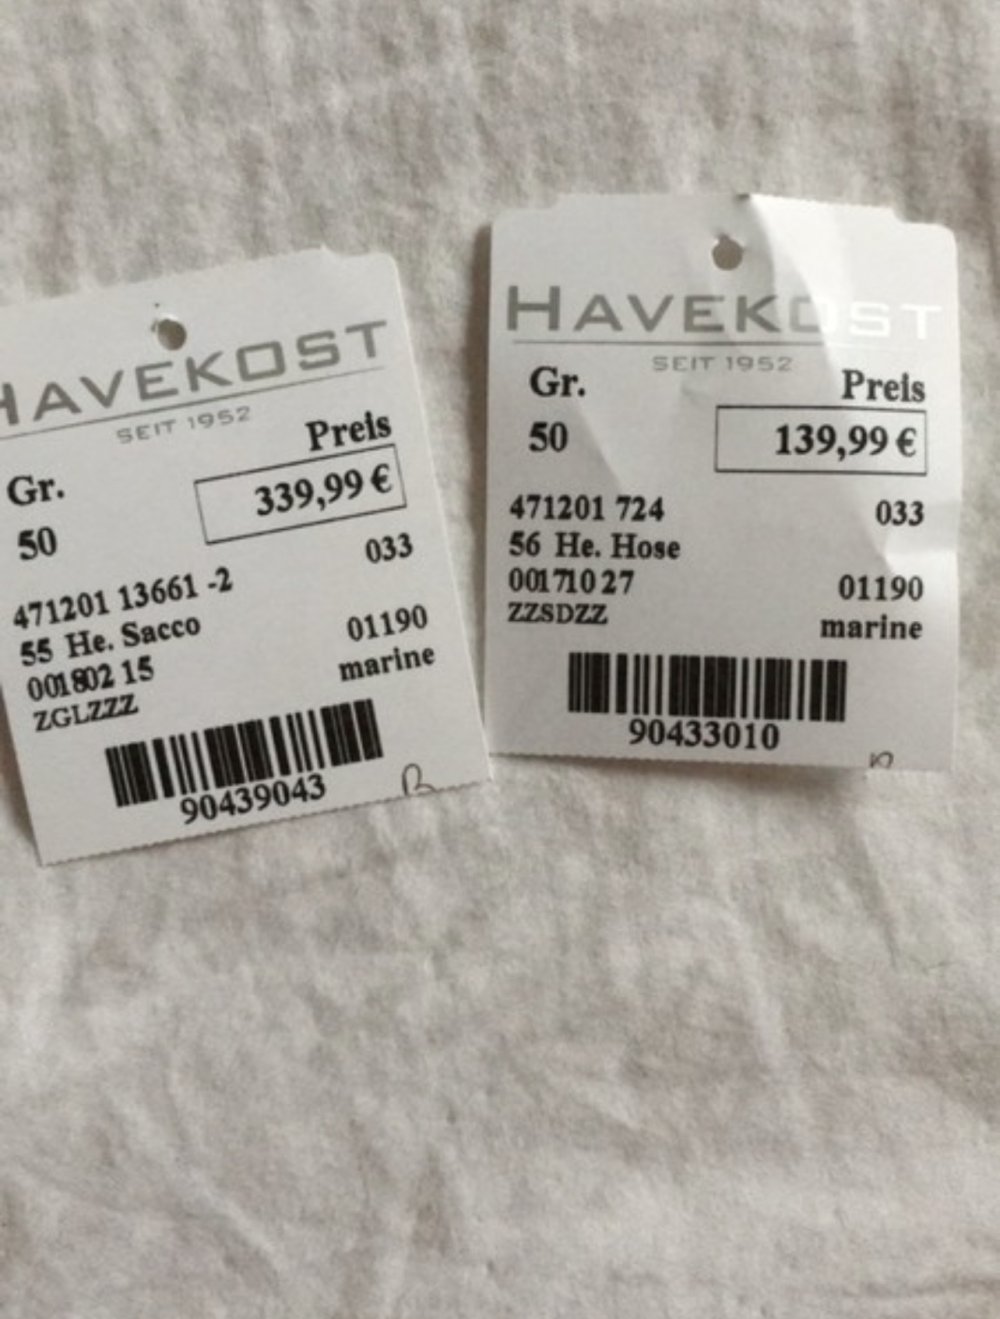 HAVEKOST
SEIT 1952
Gr. Preis
50 339,99 €
033
471201 13661 -2
55 He. Sacco
001802 15 01190
ZGLZZZ marine
90439043
B
HAVEKOST
SEIT 1952
Gr. Preis
50 139,99 €
471201 724 033
56 He. Hose
00171027 01190
ZZSDZZ marine
90433010